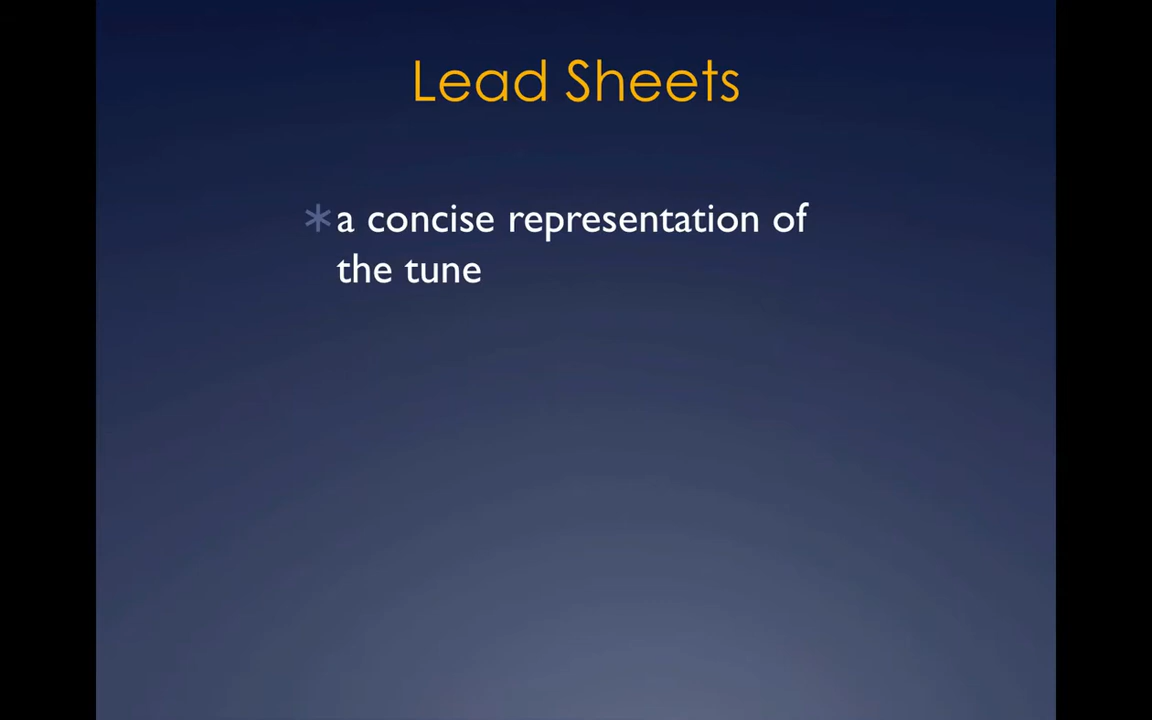 Lead Sheets
* a concise representation of
the tune